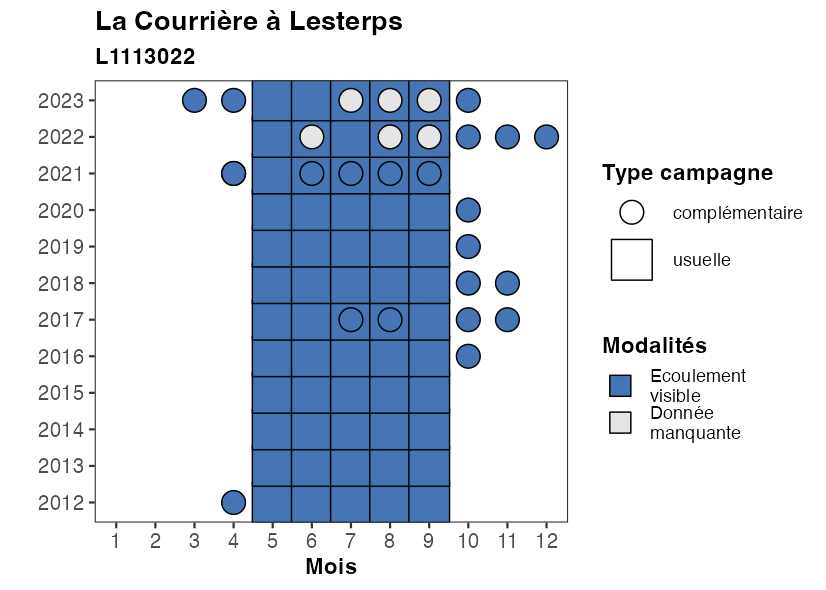 La Courrière à Lesterps
L1113022
2023
2022
2021
2020
2019
2018
2017
2016
2015
2014
2013
2012
1 2 3 4 5 6 7 8 9 10 11 12
Mois
Type campagne
complémentaire
usuelle
Modalités
Ecoulement
visible
Donnée
manquante